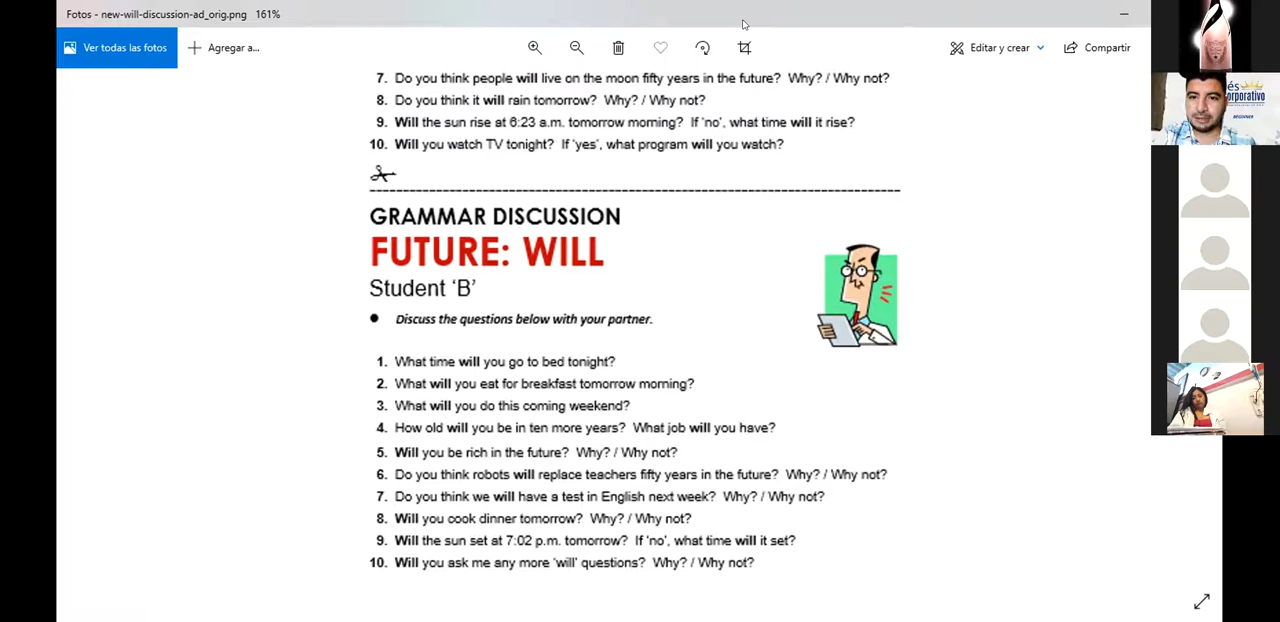 Fotos - new-will-discussion-ad_orig.png 161%
Ver todas las fotos
Agregar a...
Editar y crear
Compartir
7. Do you think people will live on the moon fifty years in the future? Why? / Why not?
8. Do you think it will rain tomorrow? Why? / Why not?
9. Will the sun rise at 6:23 a.m. tomorrow morning? If 'no', what time will it rise?
10. Will you watch TV tonight? If 'yes', what program will you watch?
GRAMMAR DISCUSSION
FUTURE: WILL
Student 'B'
Discuss the questions below with your partner.
1. What time will you go to bed tonight?
2. What will you eat for breakfast tomorrow morning?
3. What will you do this coming weekend?
4. How old will you be in ten more years? What job will you have?
5. Will you be rich in the future? Why? / Why not?
6. Do you think robots will replace teachers fifty years in the future? Why? / Why not?
7. Do you think we will have a test in English next week? Why? / Why not?
8. Will you cook dinner tomorrow? Why? / Why not?
9. Will the sun set at 7:02 p.m. tomorrow? If 'no', what time will it set?
10. Will you ask me any more 'will' questions? Why? / Why not?
és
orporativo
BEGINNER